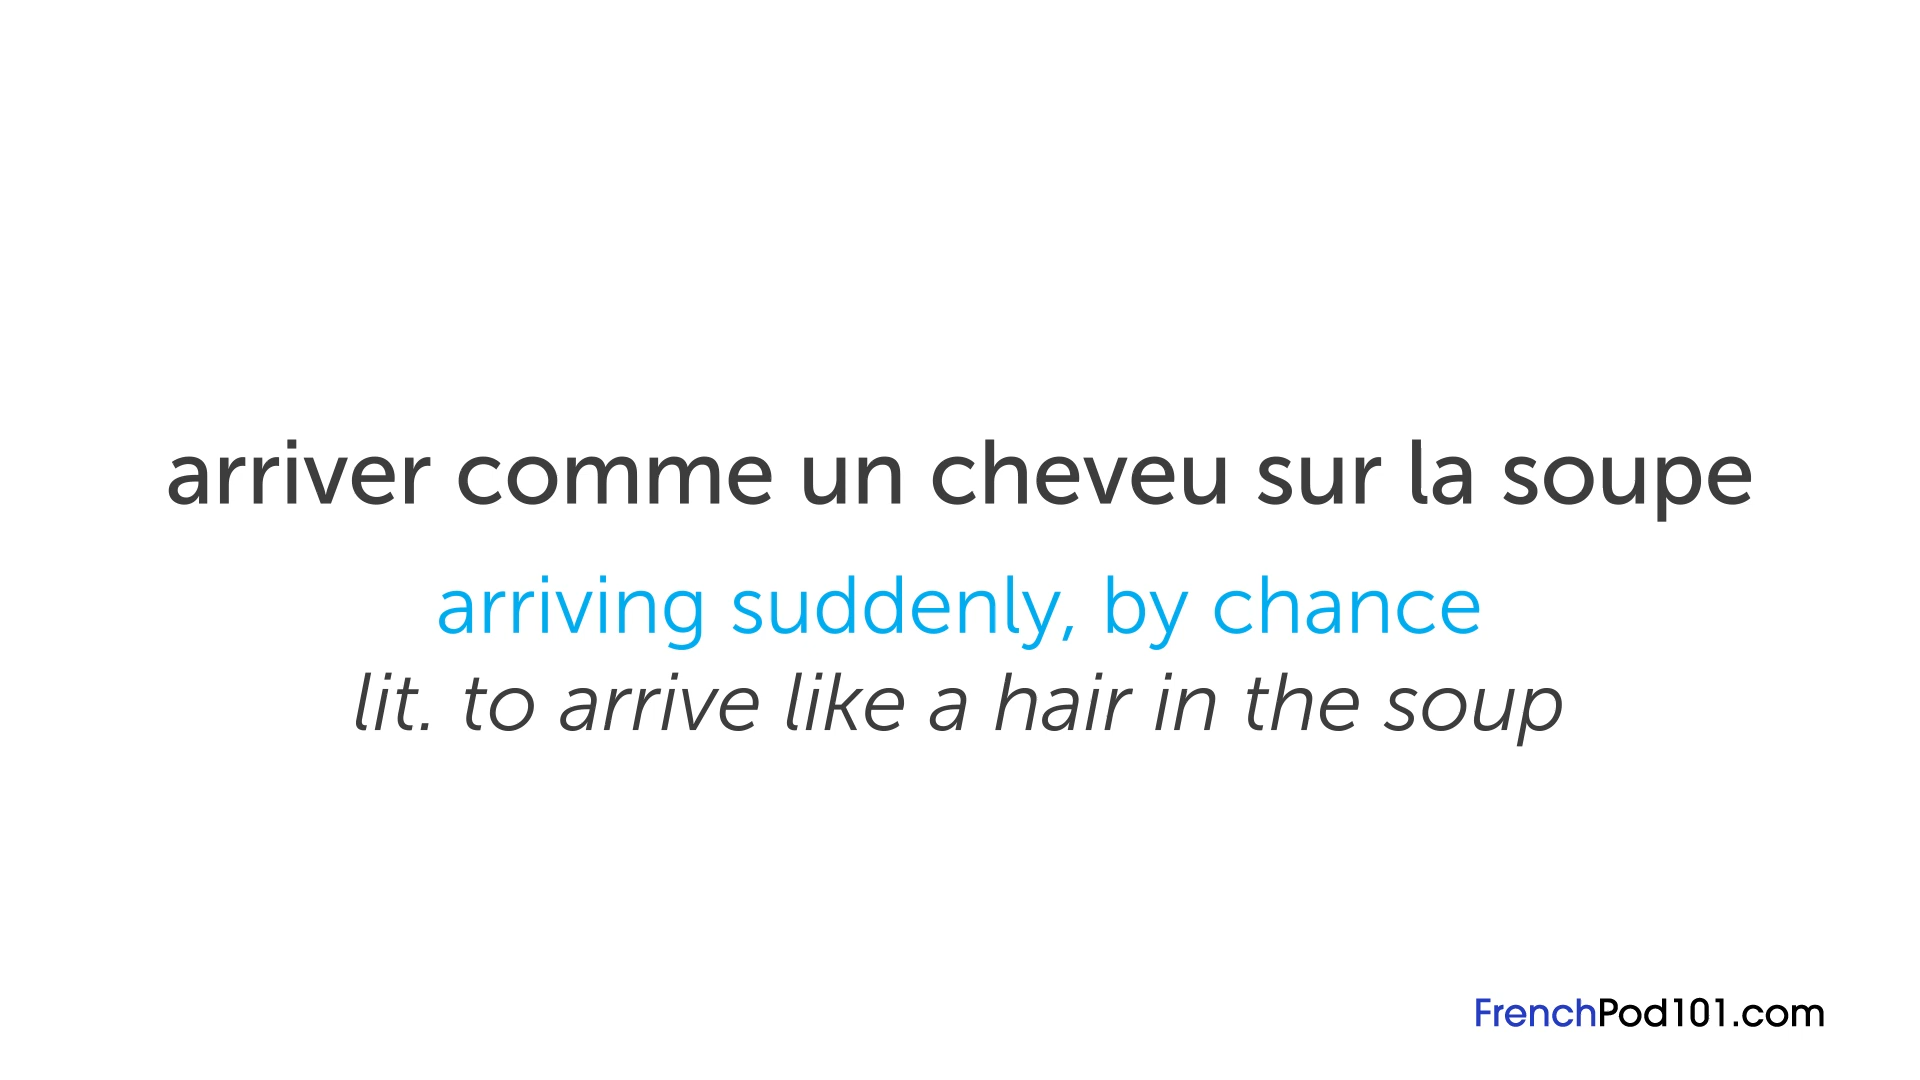 arriver comme un cheveu sur la soupe
arriving suddenly, by chance
lit. to arrive like a hair in the soup
FrenchPod101.com